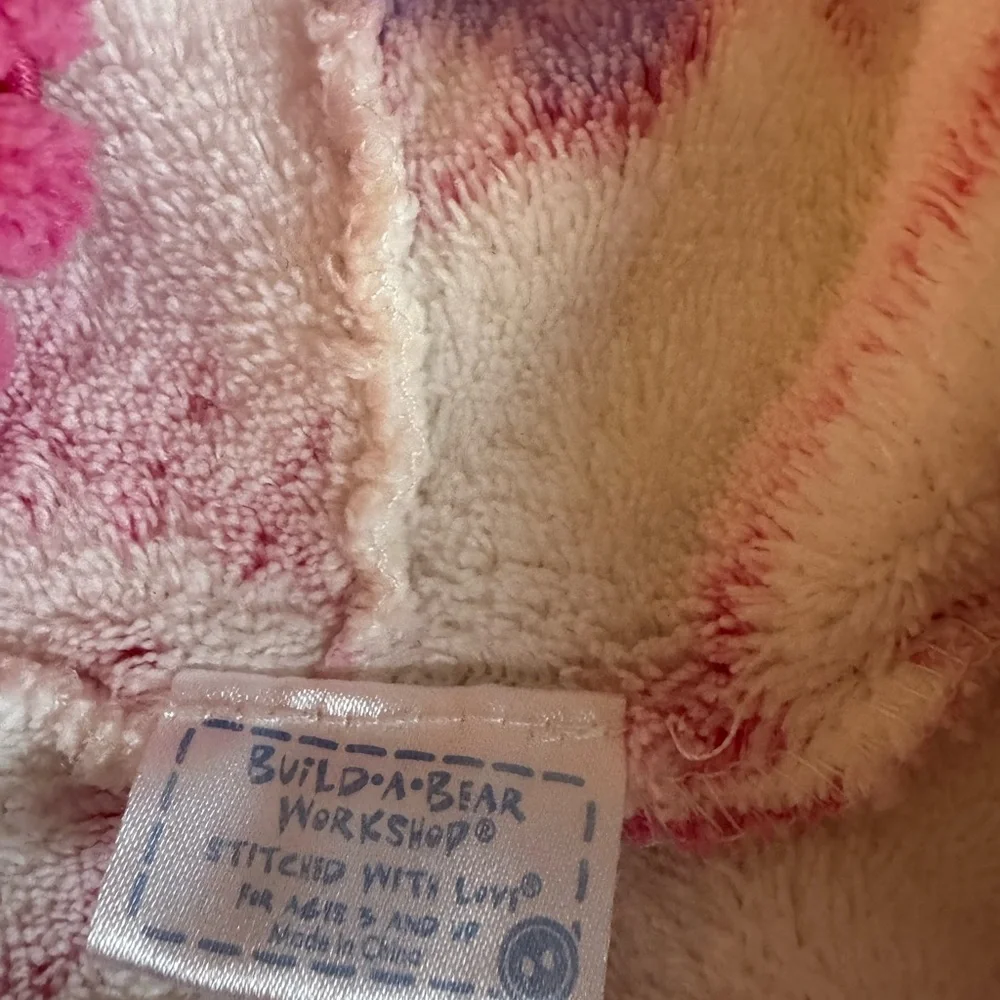 BUiLD•A•BEAR
WORKSHOP®
STITCHED WITH LOVE®
FOR AGES 3 AND UP
Made in China